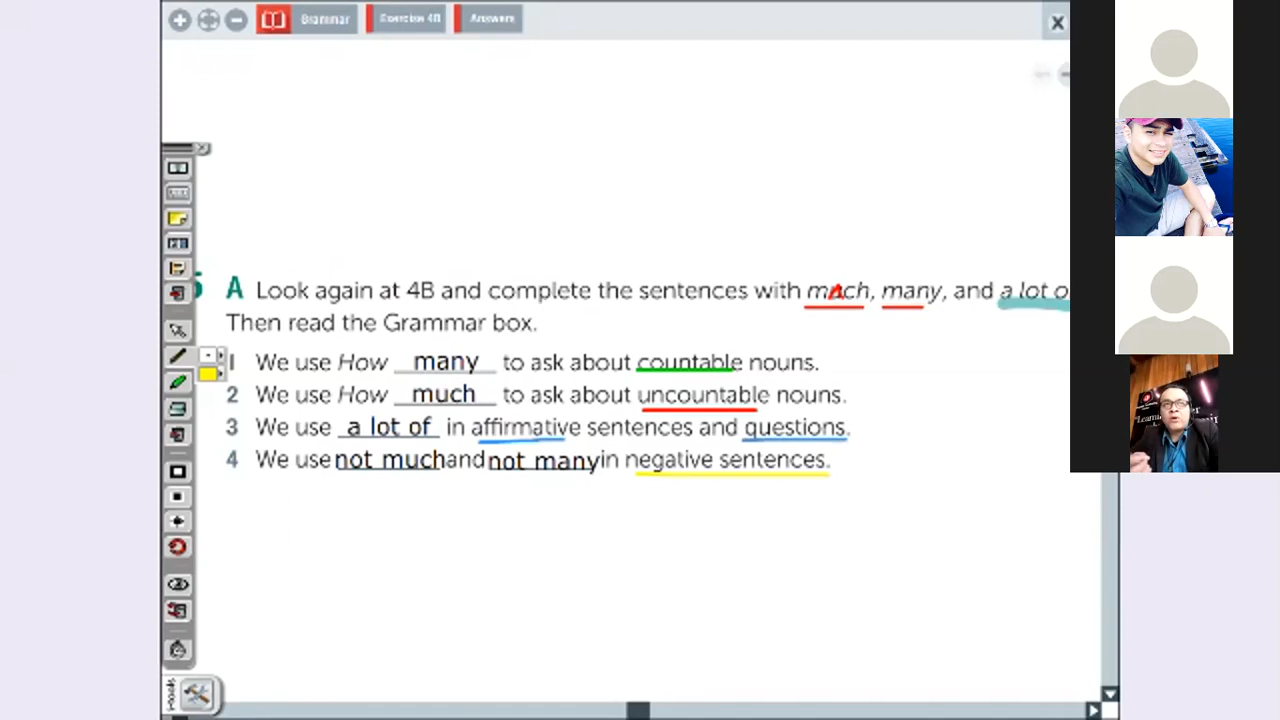 Grammar Exercise 4B Answers
A Look again at 4B and complete the sentences with much, many, and a lot o
Then read the Grammar box.
1 We use How many to ask about countable nouns.
2 We use How much to ask about uncountable nouns.
3 We use a lot of in affirmative sentences and questions.
4 We use not much and not many in negative sentences.